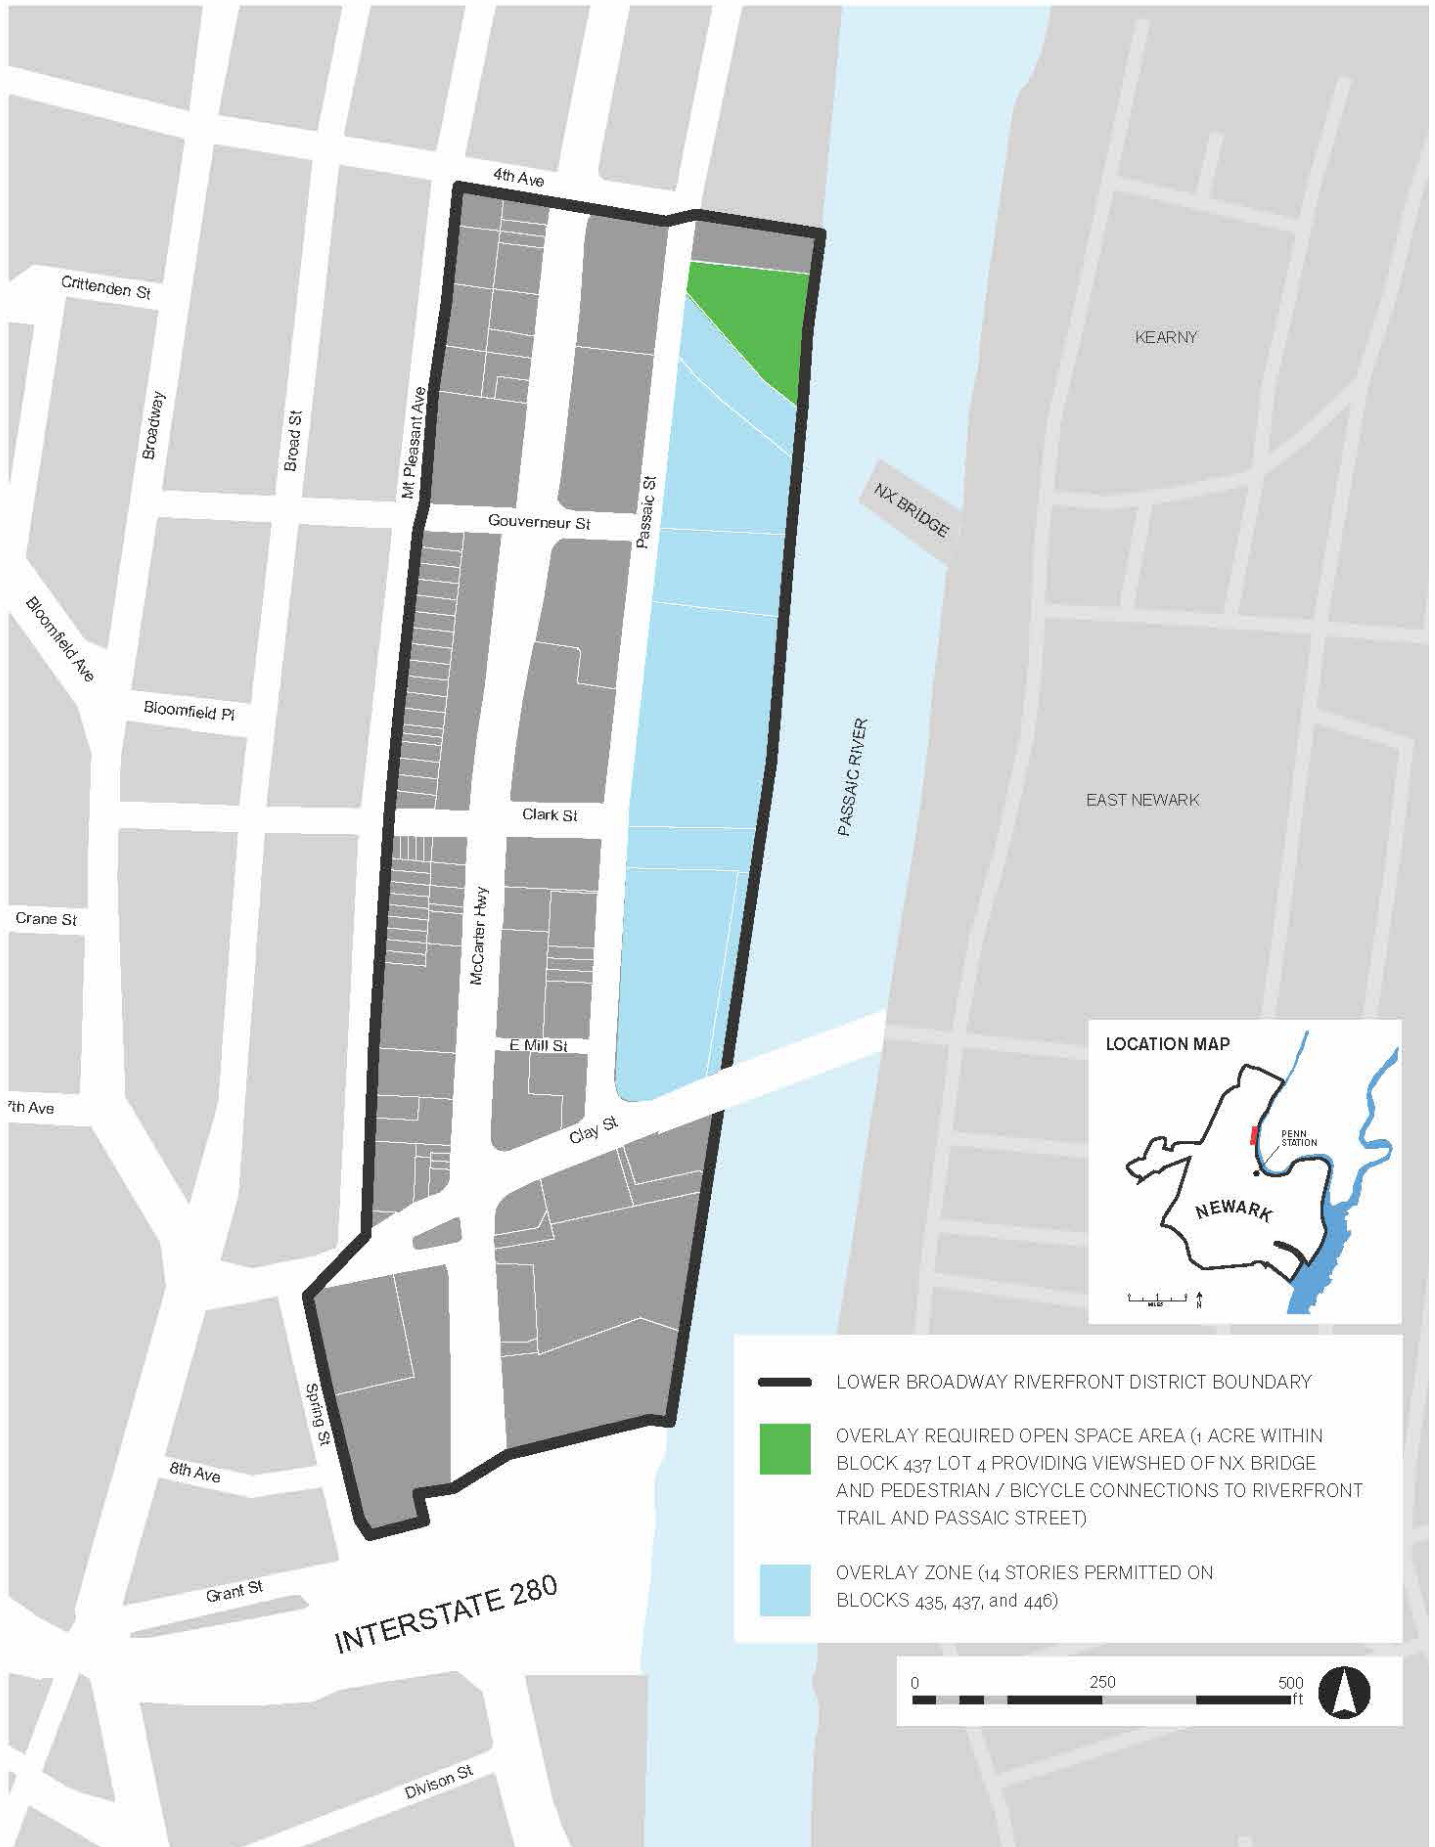 4th Ave
Crittenden St
KEARNY
Broadway
Broad St
Mt Pleasant Ave
Passaic St
NX BRIDGE
Gouverneur St
Bloomfield Ave
Bloomfield Pl
PASSAIC RIVER
EAST NEWARK
Clark St
Crane St
McCarter Hwy
E Mill St
7th Ave
Clay St
LOCATION MAP
PENN
STATION
NEWARK
MILES
N
Spring St
8th Ave
Grant St
INTERSTATE 280
Divison St
LOWER BROADWAY RIVERFRONT DISTRICT BOUNDARY
OVERLAY REQUIRED OPEN SPACE AREA (1 ACRE WITHIN
BLOCK 437 LOT 4 PROVIDING VIEWSHED OF NX BRIDGE
AND PEDESTRIAN / BICYCLE CONNECTIONS TO RIVERFRONT
TRAIL AND PASSAIC STREET)
OVERLAY ZONE (14 STORIES PERMITTED ON
BLOCKS 435, 437, and 446)
0 250 500
ft